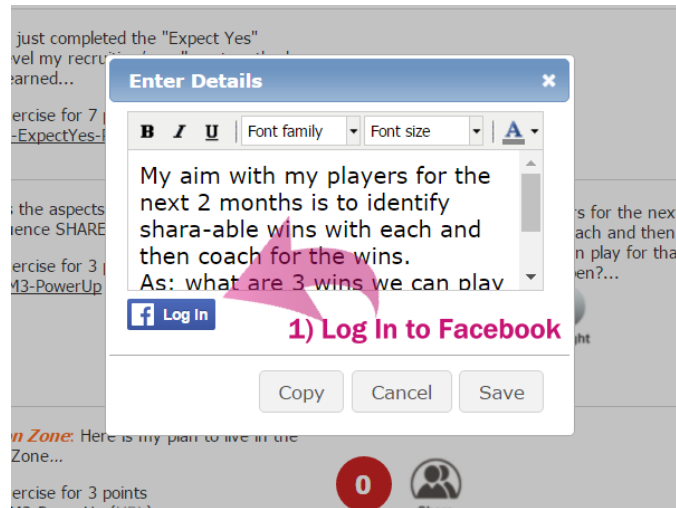 just completed the "Expect Yes"
earned...
Enter Details
ercise for 7
-ExpectYes-
B I U Font family Font size A
My aim with my players for the
next 2 months is to identify
shara-able wins with each and
then coach for the wins.
As: what are 3 wins we can play
the aspects
uence SHARE
ercise for 3
M3-PowerUp
rs for the nex
ach and then
n play for tha
en?...
f Log In
1) Log In to Facebook
ght
Copy Cancel Save
on Zone: Here is my plan to live in the
Zone...
ercise for 3 points
0